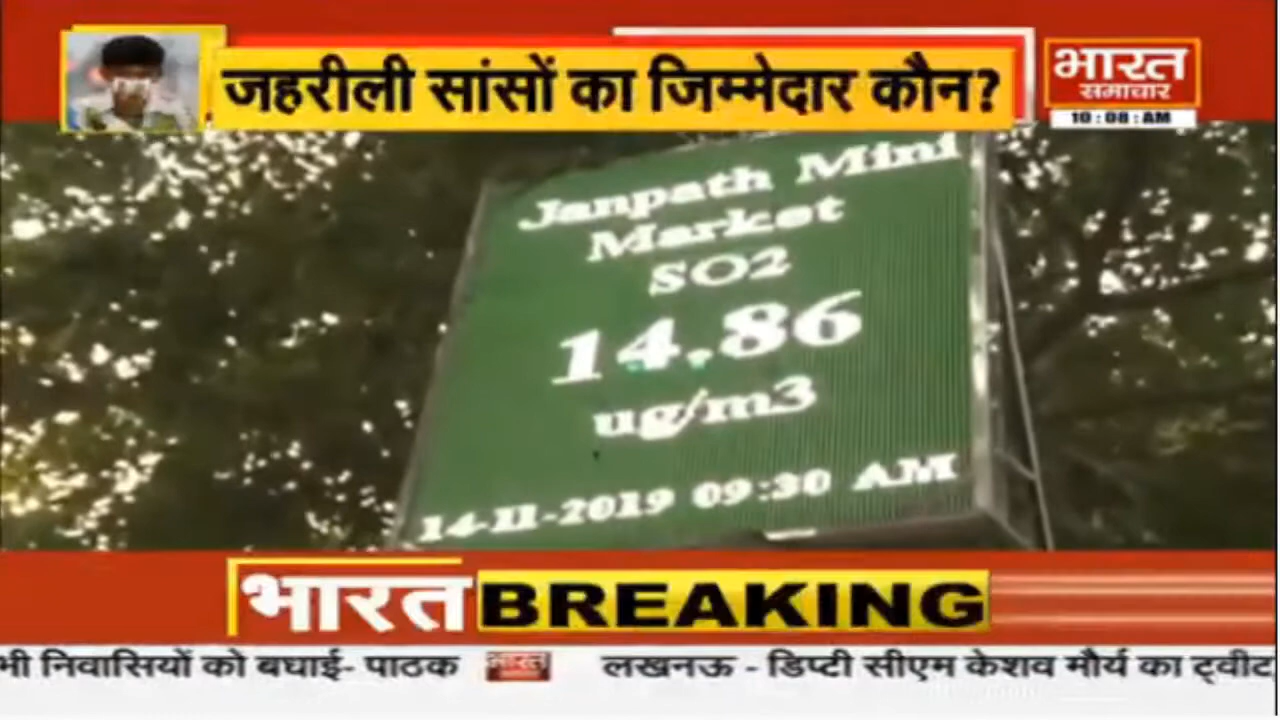 जहरीली सांसों का जिम्मेदार कौन?
भारत
समाचार
10:08:AM
Janpath Mini
Market
SO2
14.86
ug/m3
14-11-2019 09:30 AM
भारत BREAKING
भी निवासियों को बधाई- पाठक भारत लखनऊ - डिप्टी सीएम केशव मौर्य का ट्वीट